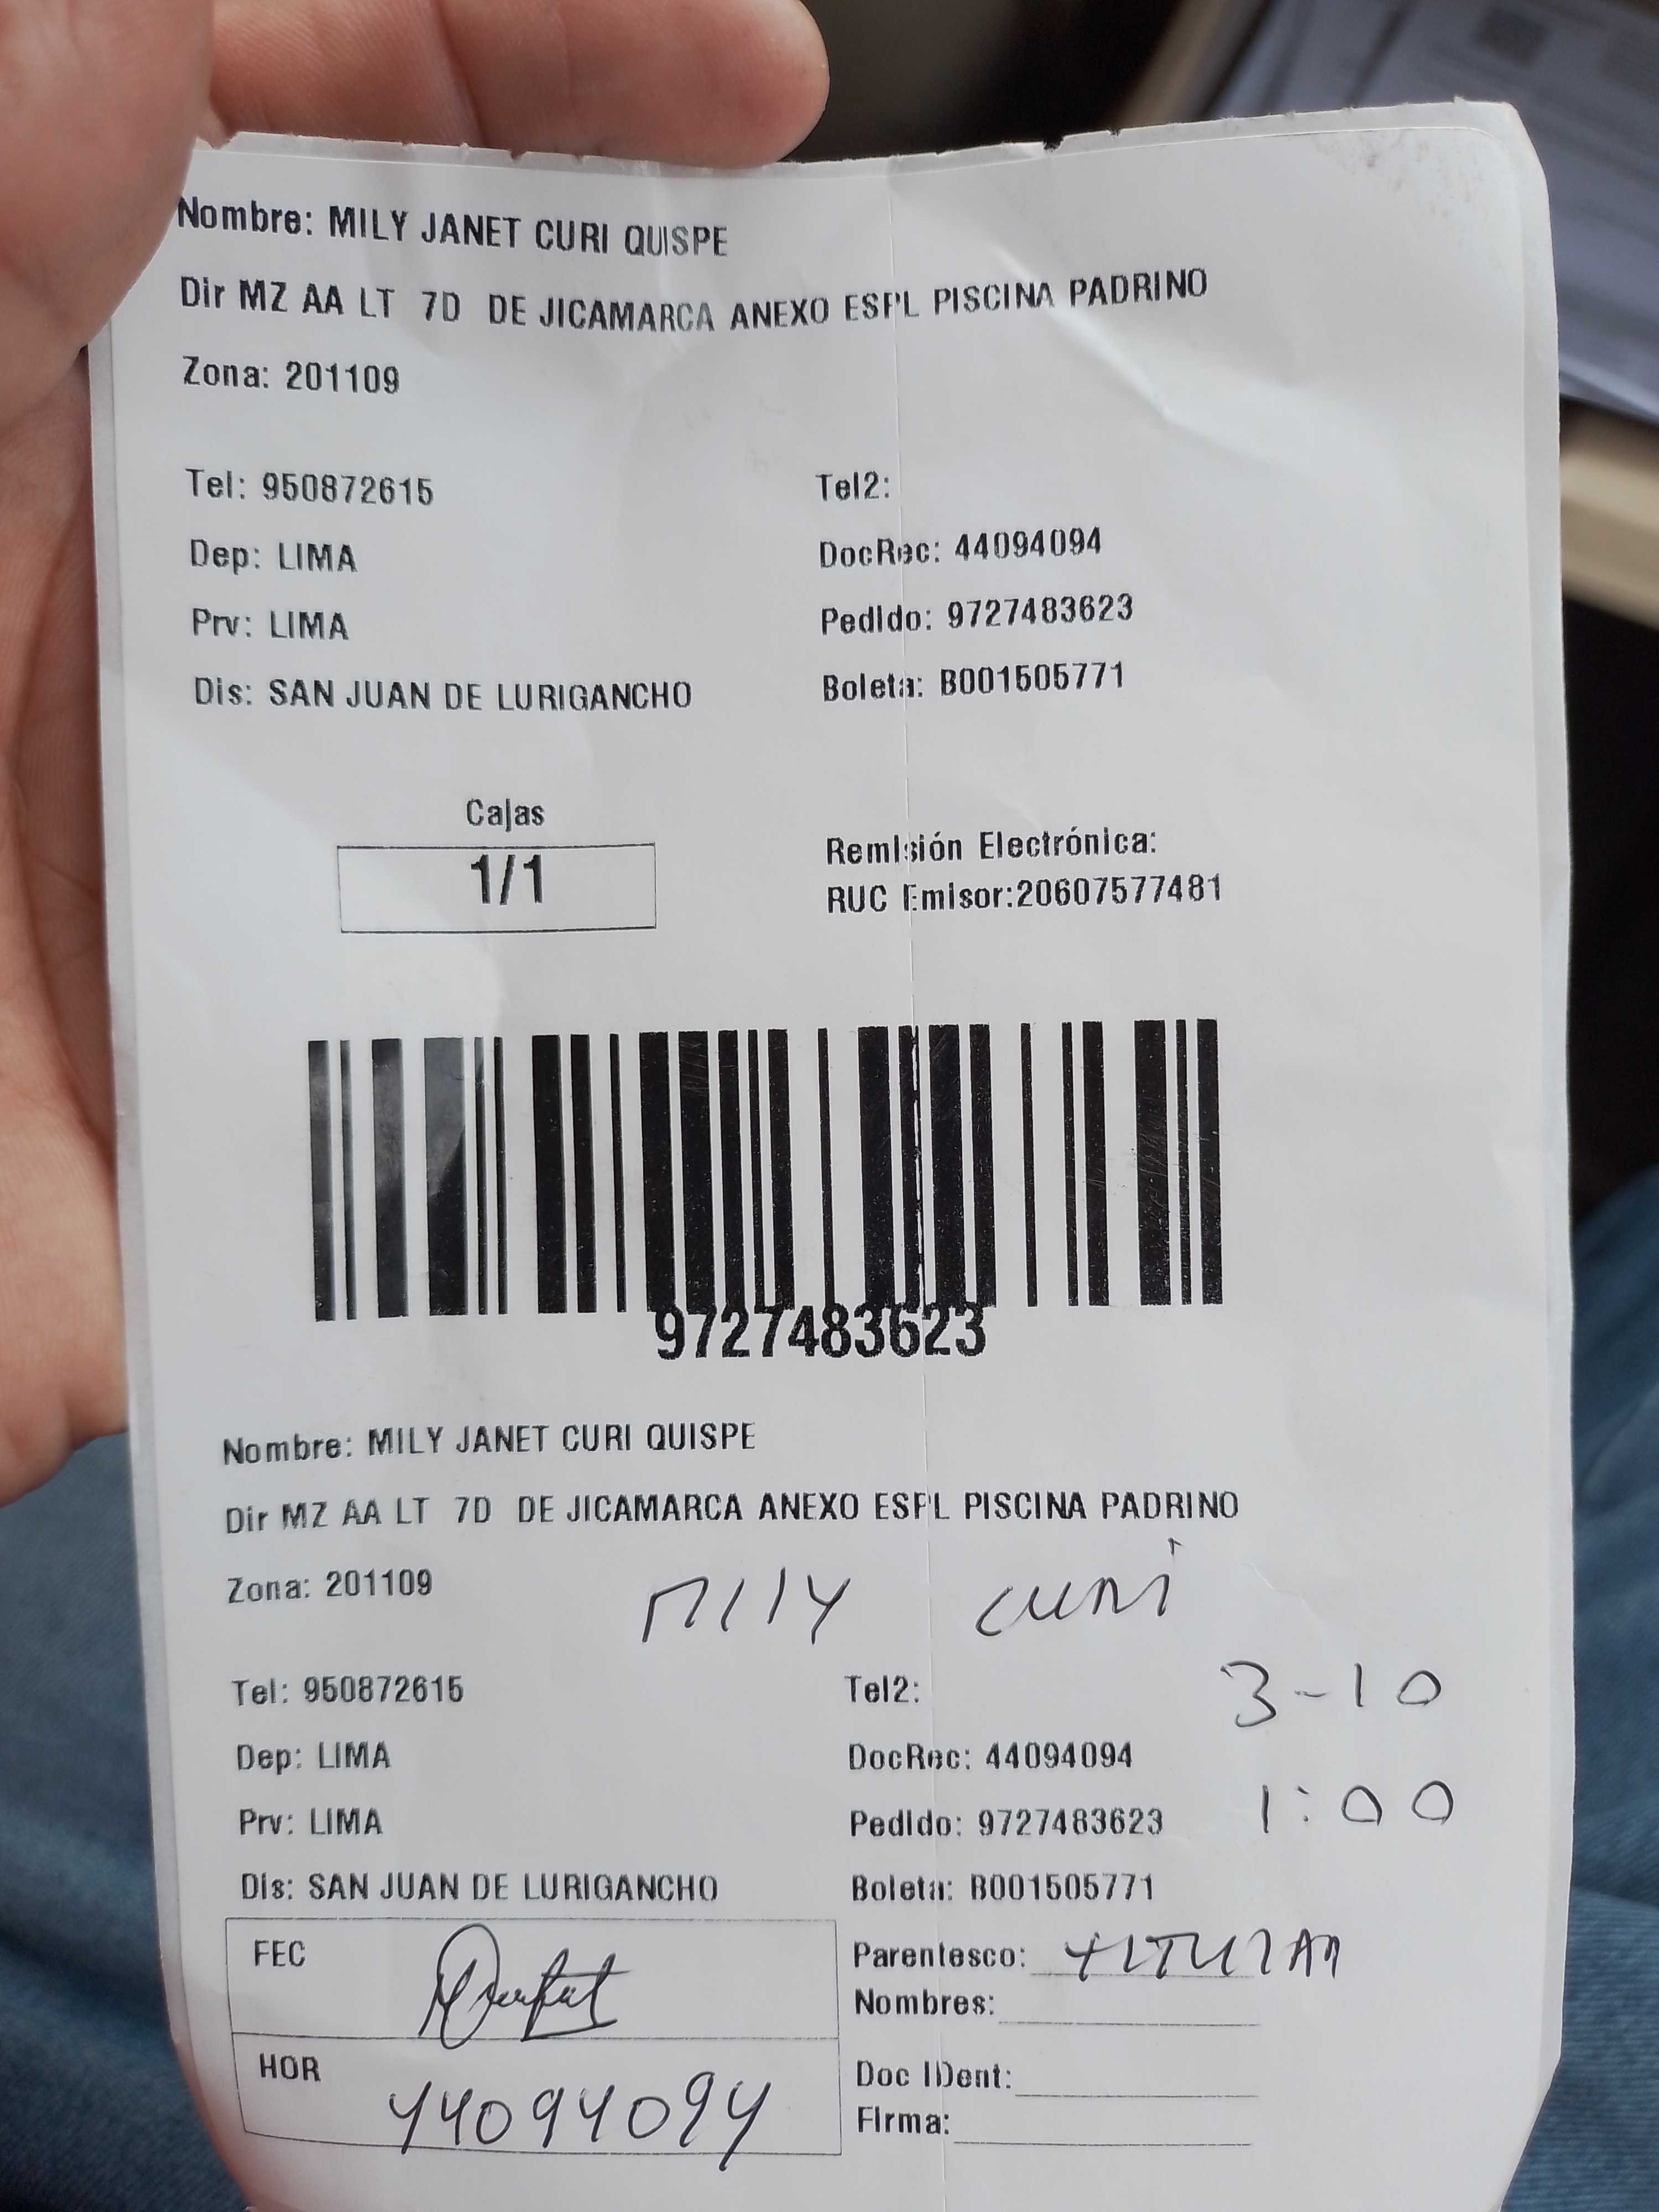 Nombre: MILY JANET CURI QUISPE
Dir MZ AA LT 7D DE JICAMARCA ANEXO ESPL PISCINA PADRINO
Zona: 201109
Tel: 950872615
Tel2:
Dep: LIMA
DocRec: 44094094
Prv: LIMA
Pedido: 9727483623
Dis: SAN JUAN DE LURIGANCHO
Boleta: B001505771
Cajas
1/1
Remisión Electrónica:
RUC Emisor:20607577481
9727483623
Nombre: MILY JANET CURI QUISPE
Dir MZ AA LT 7D DE JICAMARCA ANEXO ESPL PISCINA PADRINO
Zona: 201109
Mily Curi
Tel: 950872615
Tel2:
3-10
Dep: LIMA
DocRec: 44094094
Prv: LIMA
Pedido: 9727483623
1:00
Dis: SAN JUAN DE LURIGANCHO
Boleta: B001505771
FEC
Parentesco:
Nombres:
HOR
44094094
Doc IDent:
Firma: